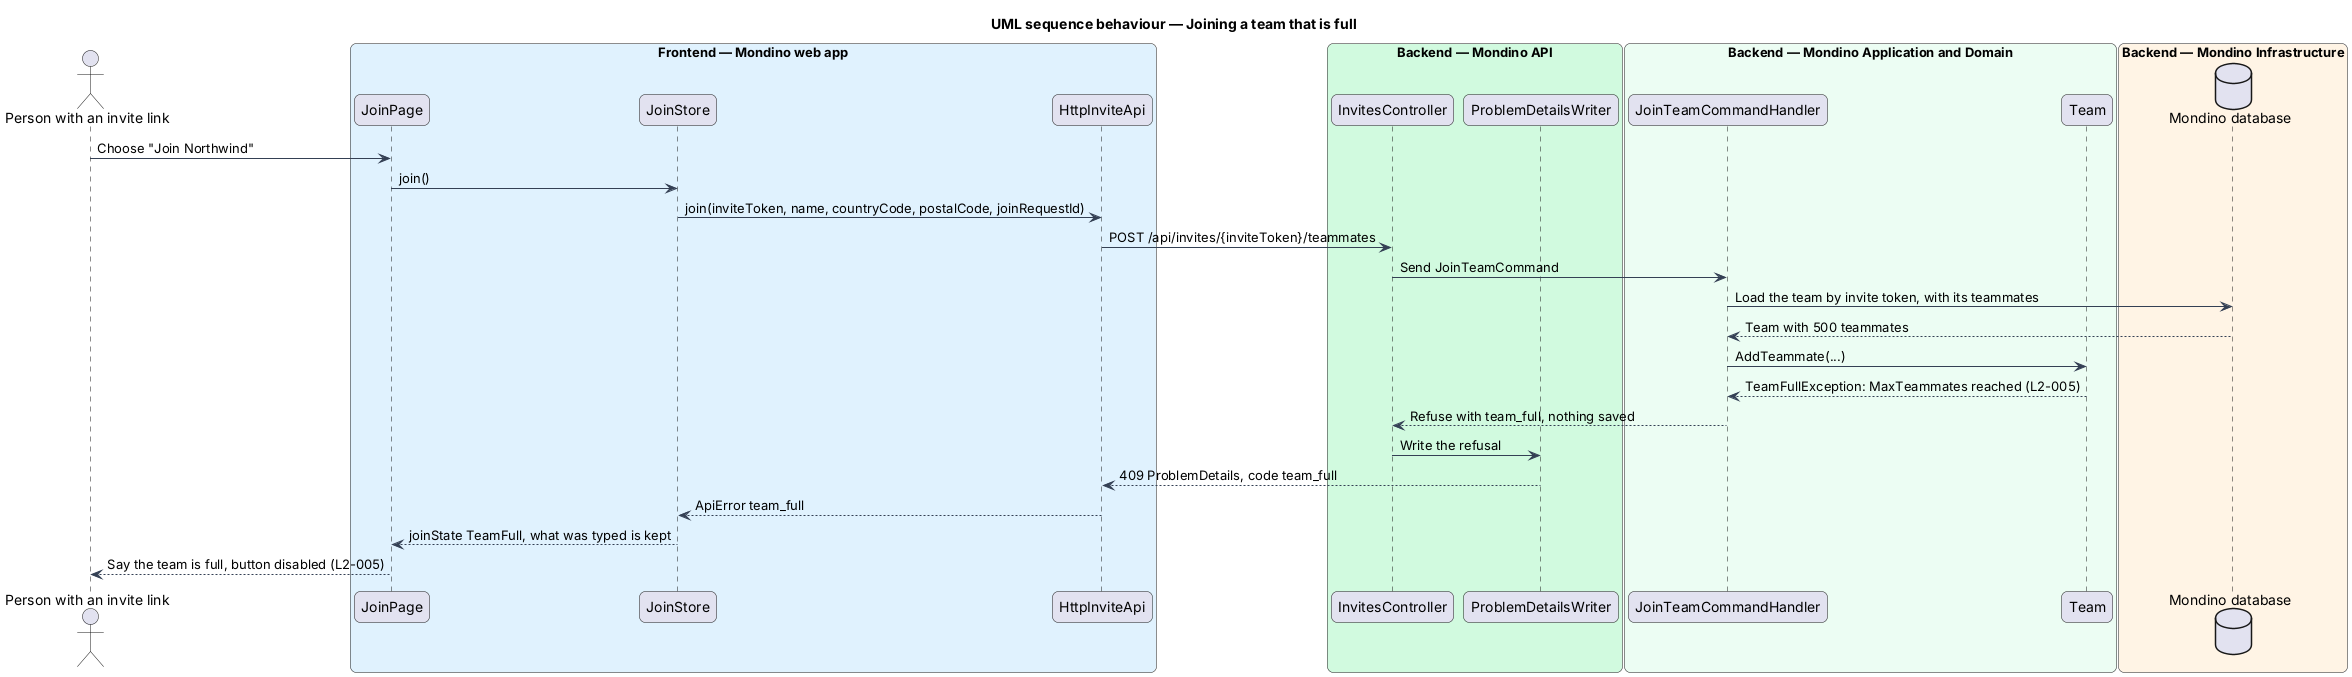 UML sequence behaviour — Joining a team that is full
Frontend — Mondino web app
Backend — Mondino API
Backend — Mondino Application and Domain
Backend — Mondino Infrastructure
Person with an invite link
JoinPage
JoinStore
HttpInviteApi
InvitesController
ProblemDetailsWriter
JoinTeamCommandHandler
Team
Mondino database
Choose "Join Northwind"
join()
join(inviteToken, name, countryCode, postalCode, joinRequestId)
POST /api/invites/{inviteToken}/teammates
Send JoinTeamCommand
Load the team by invite token, with its teammates
Team with 500 teammates
AddTeammate(...)
TeamFullException: MaxTeammates reached (L2-005)
Refuse with team_full, nothing saved
Write the refusal
409 ProblemDetails, code team_full
ApiError team_full
joinState TeamFull, what was typed is kept
Say the team is full, button disabled (L2-005)
Person with an invite link
JoinPage
JoinStore
HttpInviteApi
InvitesController
ProblemDetailsWriter
JoinTeamCommandHandler
Team
Mondino database